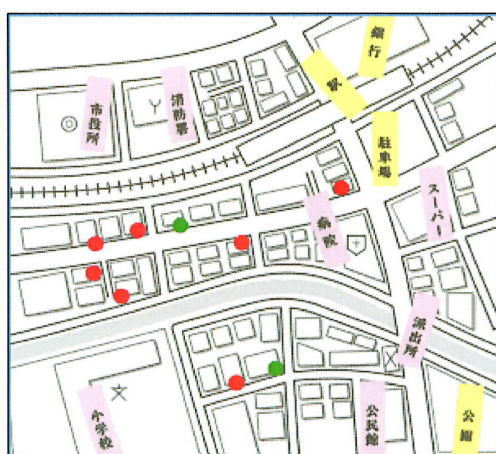 銀行
駅
消防署
市役所
駐車場
スーパー
病院
派出所
小学校
公民館
公園